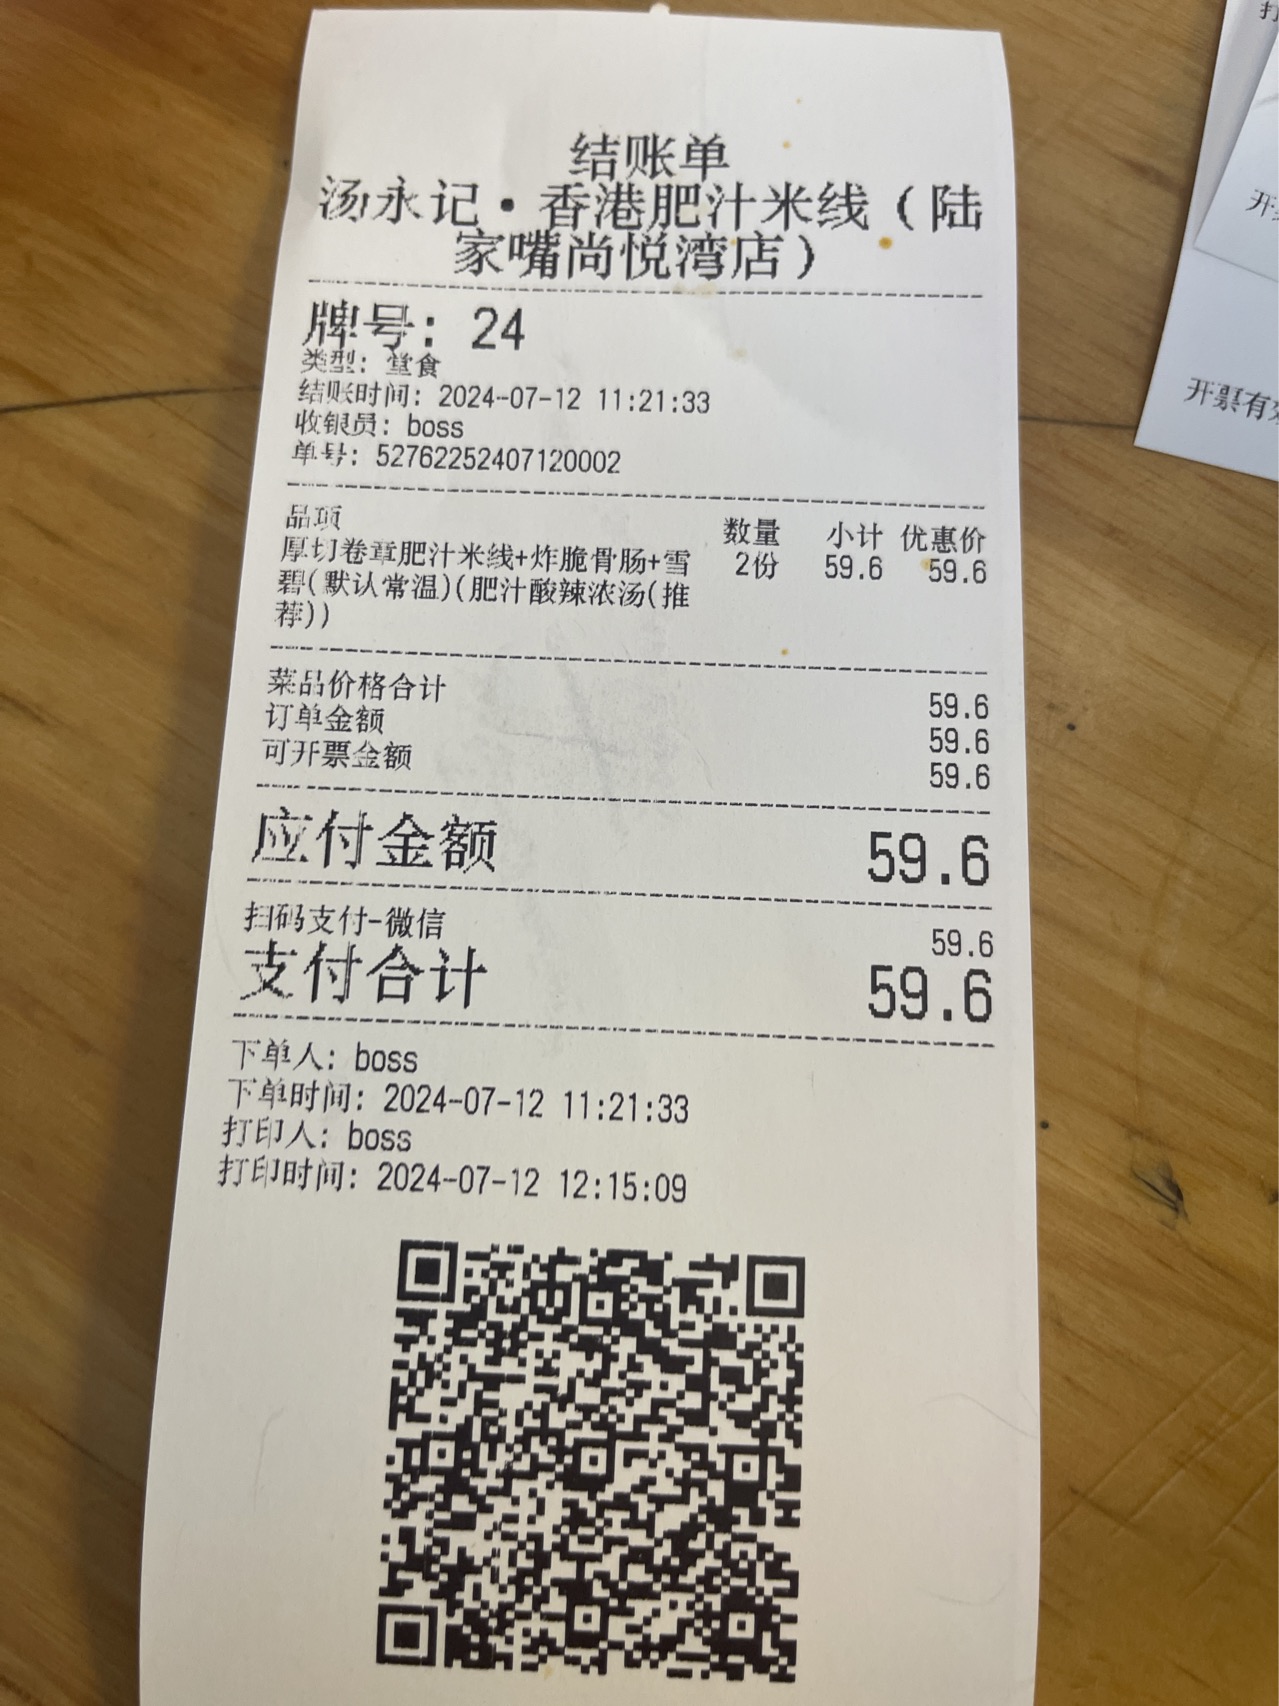 结账单
汤永记·香港肥汁米线(陆
家嘴尚悦湾店)
牌号: 24
类型: 堂食
结账时间: 2024-07-12 11:21:33
收银员: boss
单号: 52762252407120002
品项 数量 小计 优惠价
厚切卷章肥汁米线+炸脆骨肠+雪 2份 59.6 59.6
碧(默认常温)(肥汁酸辣浓汤(推
荐))
菜品价格合计 59.6
订单金额 59.6
可开票金额 59.6
应付金额 59.6
扫码支付-微信 59.6
支付合计 59.6
下单人: boss
下单时间: 2024-07-12 11:21:33
打印人: boss
打印时间: 2024-07-12 12:15:09
打
开
开票有